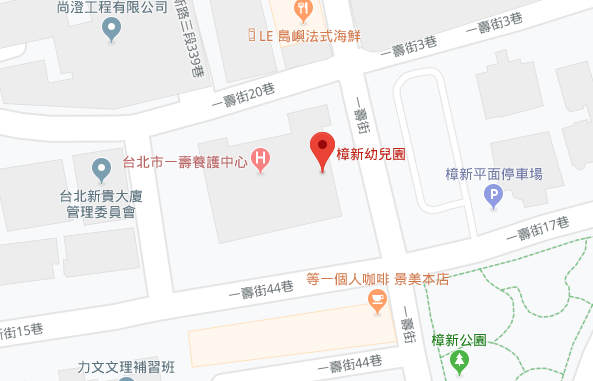 尚澄工程有限公司
新路三段339巷
LE 島嶼法式海鮮
一壽街3巷
一壽街3巷
一壽街20巷
一壽街
台北市一壽養護中心
樟新幼兒園
台北新貴大廈
管理委員會
樟新平面停車場
一壽街17巷
一壽街44巷
等一個人咖啡 景美本店
街15巷
一壽街
樟新公園
力文文理補習班
一壽街44巷